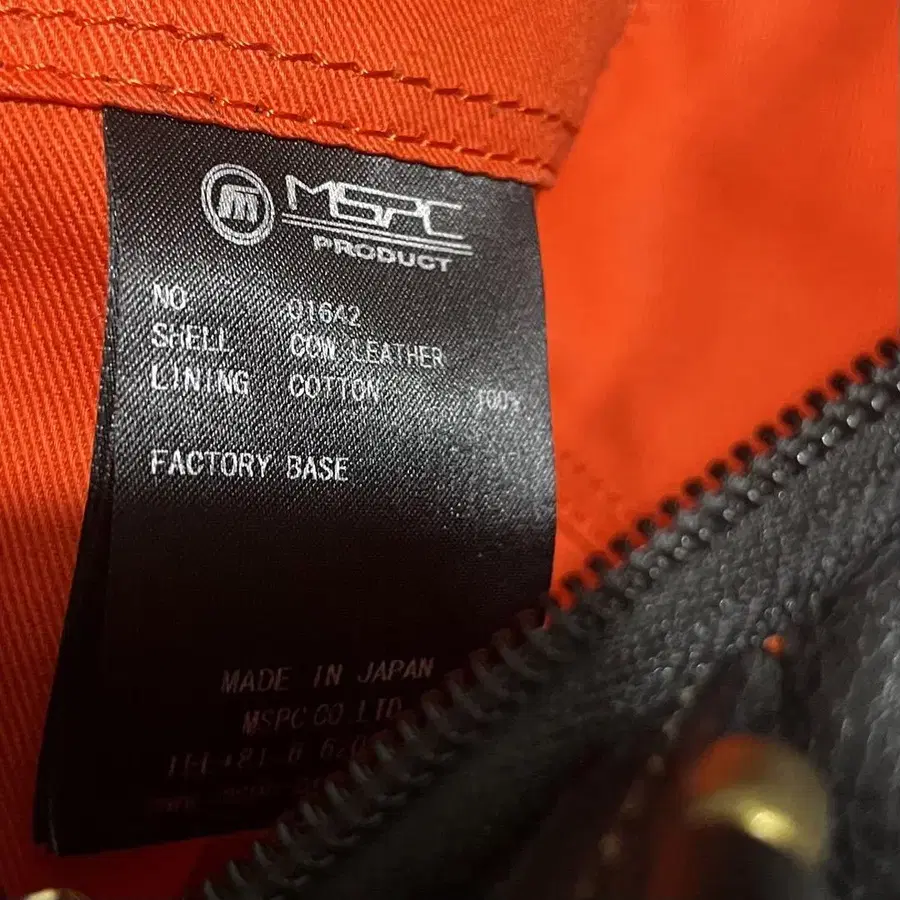 MSPC
PRODUCT
NO 01642
SHELL COW LEATHER
LINING COTTON 100%
FACTORY BASE
MADE IN JAPAN
MSPC CO LTD